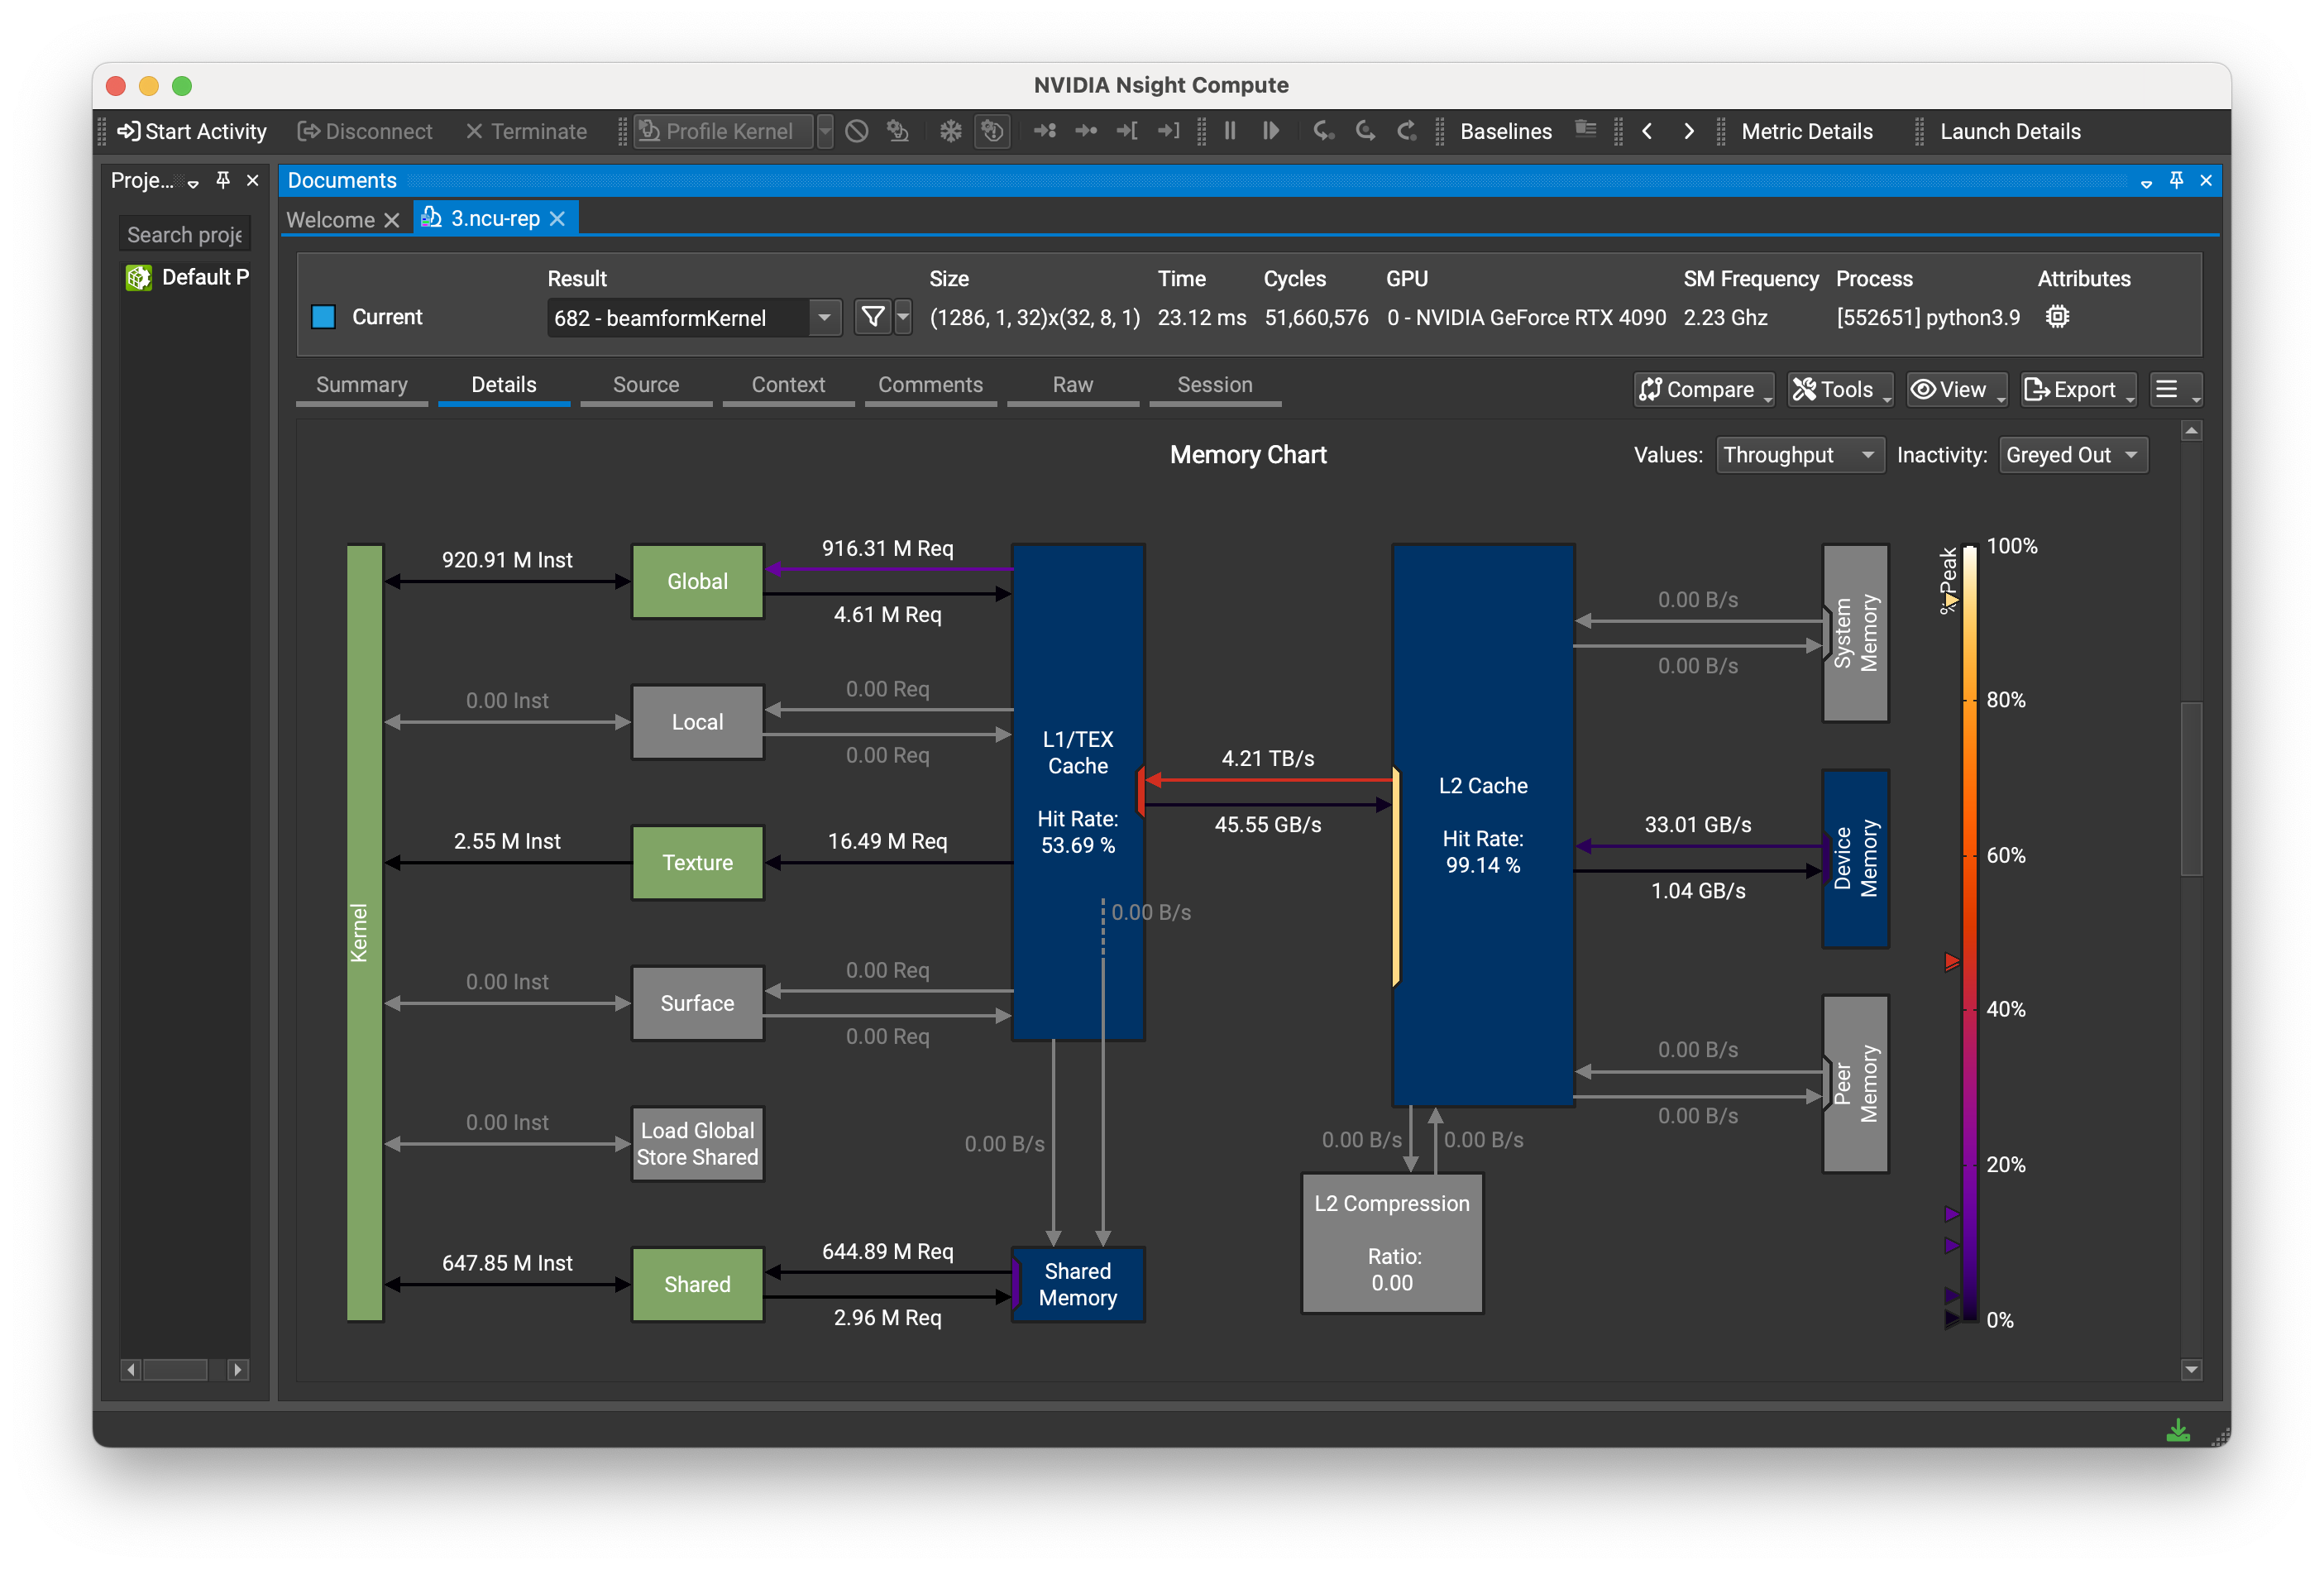 NVIDIA Nsight Compute
Start Activity Disconnect Terminate Profile Kernel Baselines Metric Details Launch Details
Proje... Documents
Welcome 3.ncu-rep
Search proje
Default P
Result Size Time Cycles GPU SM Frequency Process Attributes
Current 682 - beamformKernel (1286, 1, 32)x(32, 8, 1) 23.12 ms 51,660,576 0 - NVIDIA GeForce RTX 4090 2.23 Ghz [552651] python3.9
Summary Details Source Context Comments Raw Session Compare Tools View Export
Memory Chart Values: Throughput Inactivity: Greyed Out
Kernel
920.91 M Inst
Global
916.31 M Req
4.61 M Req
0.00 Inst
Local
0.00 Req
0.00 Req
2.55 M Inst
Texture
16.49 M Req
0.00 Inst
Surface
0.00 Req
0.00 Req
0.00 Inst
Load Global
Store Shared
647.85 M Inst
Shared
644.89 M Req
2.96 M Req
L1/TEX
Cache
Hit Rate:
53.69 %
0.00 B/s
0.00 B/s
Shared
Memory
4.21 TB/s
45.55 GB/s
L2 Cache
Hit Rate:
99.14 %
0.00 B/s
0.00 B/s
L2 Compression
Ratio:
0.00
0.00 B/s
0.00 B/s
System
Memory
33.01 GB/s
1.04 GB/s
Device
Memory
0.00 B/s
0.00 B/s
Peer
Memory
% Peak
100%
80%
60%
40%
20%
0%